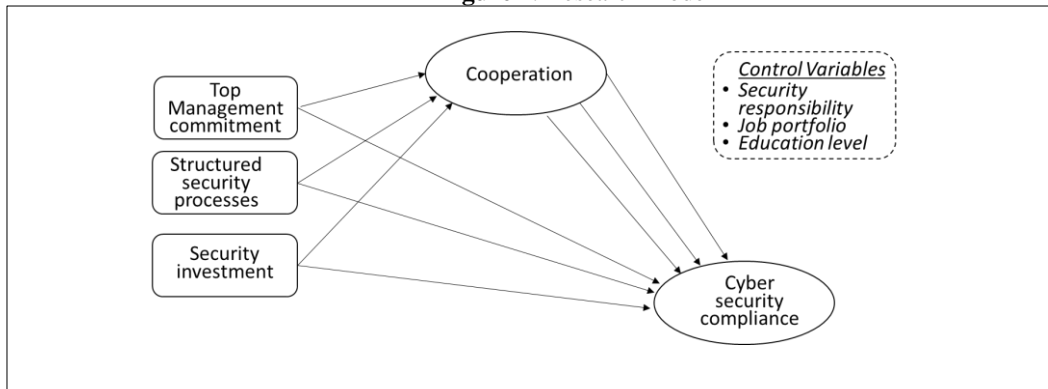 Cooperation
Top
Management
commitment
Structured
security
processes
Security
investment
Control Variables
• Security
responsibility
• Job portfolio
• Education level
Cyber
security
compliance